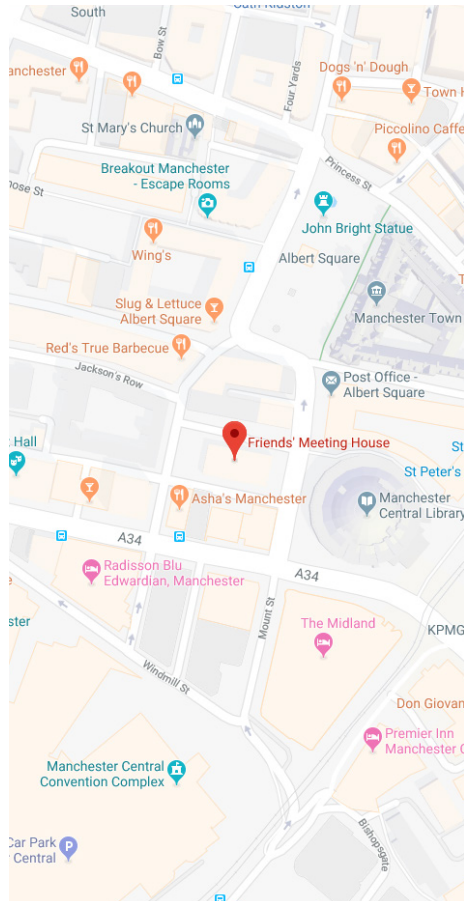 South
Bow St
Four Yards
Dogs 'n' Dough
Town H
St Mary's Church
Piccolino Caffe
Princess St
Breakout Manchester
- Escape Rooms
John Bright Statue
Wing's
Albert Square
Slug & Lettuce
Albert Square
Manchester Town
Red's True Barbecue
Jackson's Row
Post Office -
Albert Square
Friends' Meeting House
St
St Peter's
Hall
Asha's Manchester
Manchester
Central Library
A34
Radisson Blu
Edwardian, Manchester
A34
Mount St
The Midland
KPMG
Windmill St
Don Giovan
Premier Inn
Manchester C
Manchester Central
Convention Complex
Bishopsgate
Car Park
Central
P